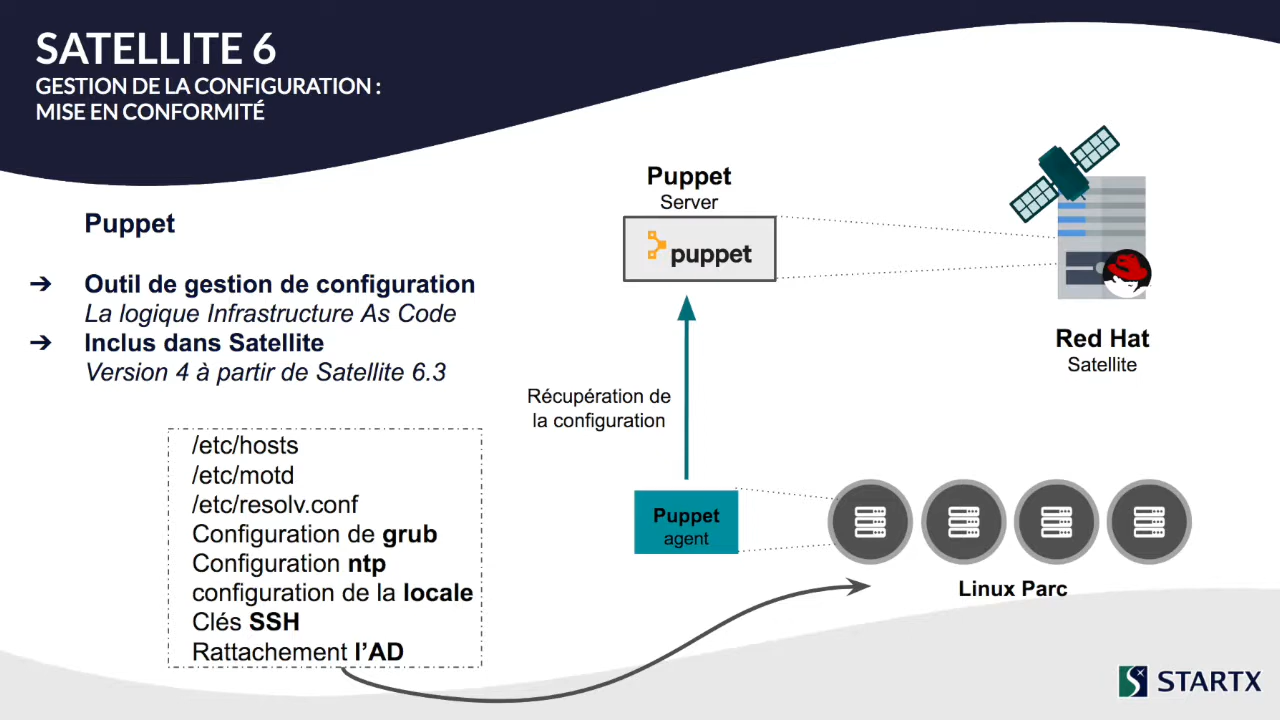 SATELLITE 6
GESTION DE LA CONFIGURATION :
MISE EN CONFORMITÉ
Puppet
➔ Outil de gestion de configuration
La logique Infrastructure As Code
➔ Inclus dans Satellite
Version 4 à partir de Satellite 6.3
/etc/hosts
/etc/motd
/etc/resolv.conf
Configuration de grub
Configuration ntp
configuration de la locale
Clés SSH
Rattachement l'AD
Puppet
Server
puppet
Récupération de
la configuration
Puppet
agent
Red Hat
Satellite
Linux Parc
STARTX